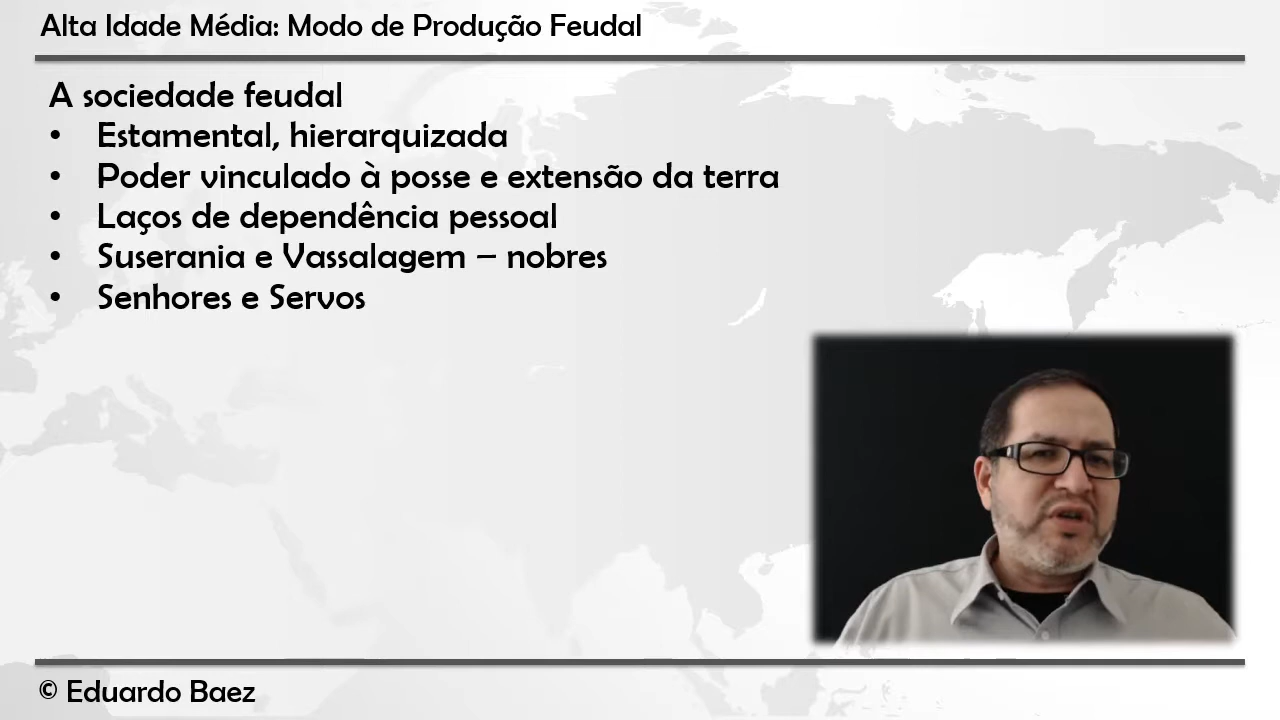 Alta Idade Média: Modo de Produção Feudal
A sociedade feudal
• Estamental, hierarquizada
• Poder vinculado à posse e extensão da terra
• Laços de dependência pessoal
• Suserania e Vassalagem – nobres
• Senhores e Servos
© Eduardo Baez